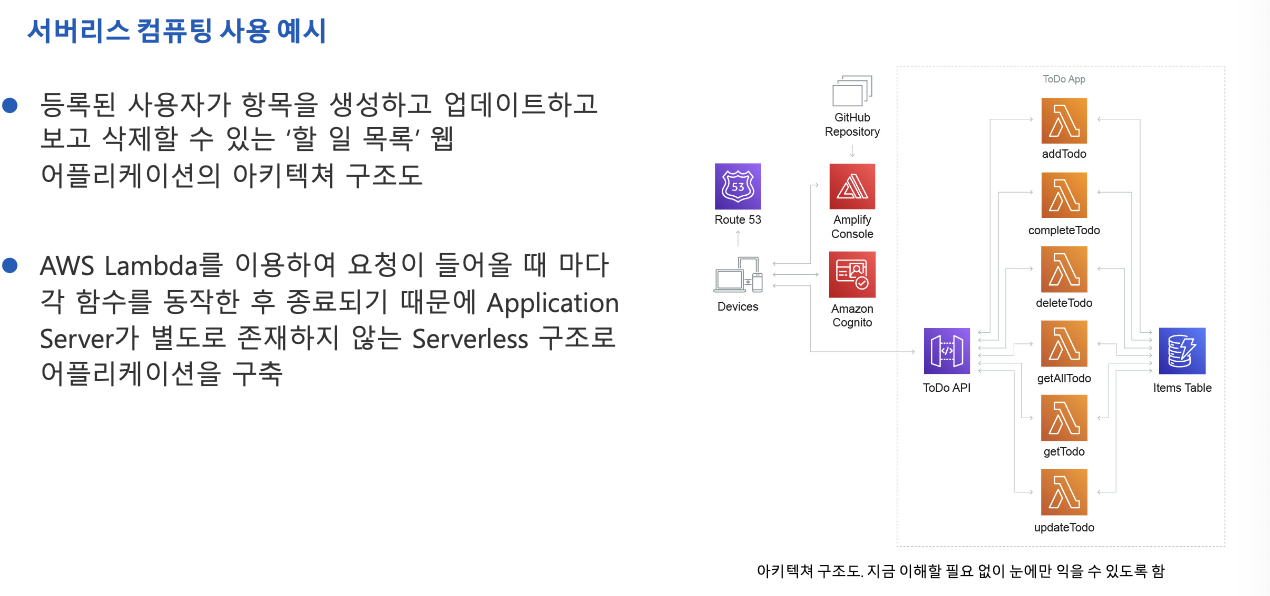 서버리스 컴퓨팅 사용 예시
등록된 사용자가 항목을 생성하고 업데이트하고
보고 삭제할 수 있는 ‘할 일 목록’ 웹
어플리케이션의 아키텍쳐 구조도
AWS Lambda를 이용하여 요청이 들어올 때 마다
각 함수를 동작한 후 종료되기 때문에 Application
Server가 별도로 존재하지 않는 Serverless 구조로
어플리케이션을 구축
GitHub
Repository
53
Route 53
Amplify
Console
Devices
Amazon
Cognito
ToDo App
addTodo
completeTodo
deleteTodo
getAllTodo
getTodo
updateTodo
ToDo API
Items Table
아키텍쳐 구조도. 지금 이해할 필요 없이 눈에만 익을 수 있도록 함